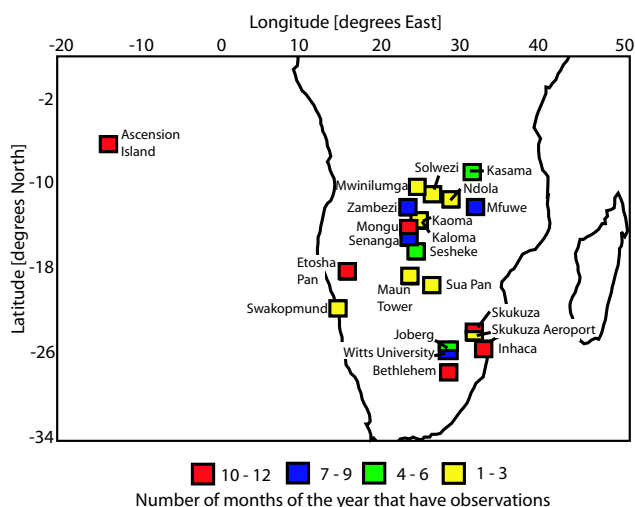 Longitude [degrees East]
-20 -10 0 10 20 30 40 50
Latitude [degrees North]
-2
-10
-18
-26
-34
Ascension
Island
Solwezi
Kasama
Mwinilumga
Ndola
Zambezi
Mfuwe
Kaoma
Mongu
Kaloma
Senanga
Sesheke
Etosha
Pan
Maun
Tower
Sua Pan
Swakopmund
Skukuza
Skukuza Aeroport
Joberg
Inhaca
Witts University
Bethlehem
10 - 12 7 - 9 4 - 6 1 - 3
Number of months of the year that have observations